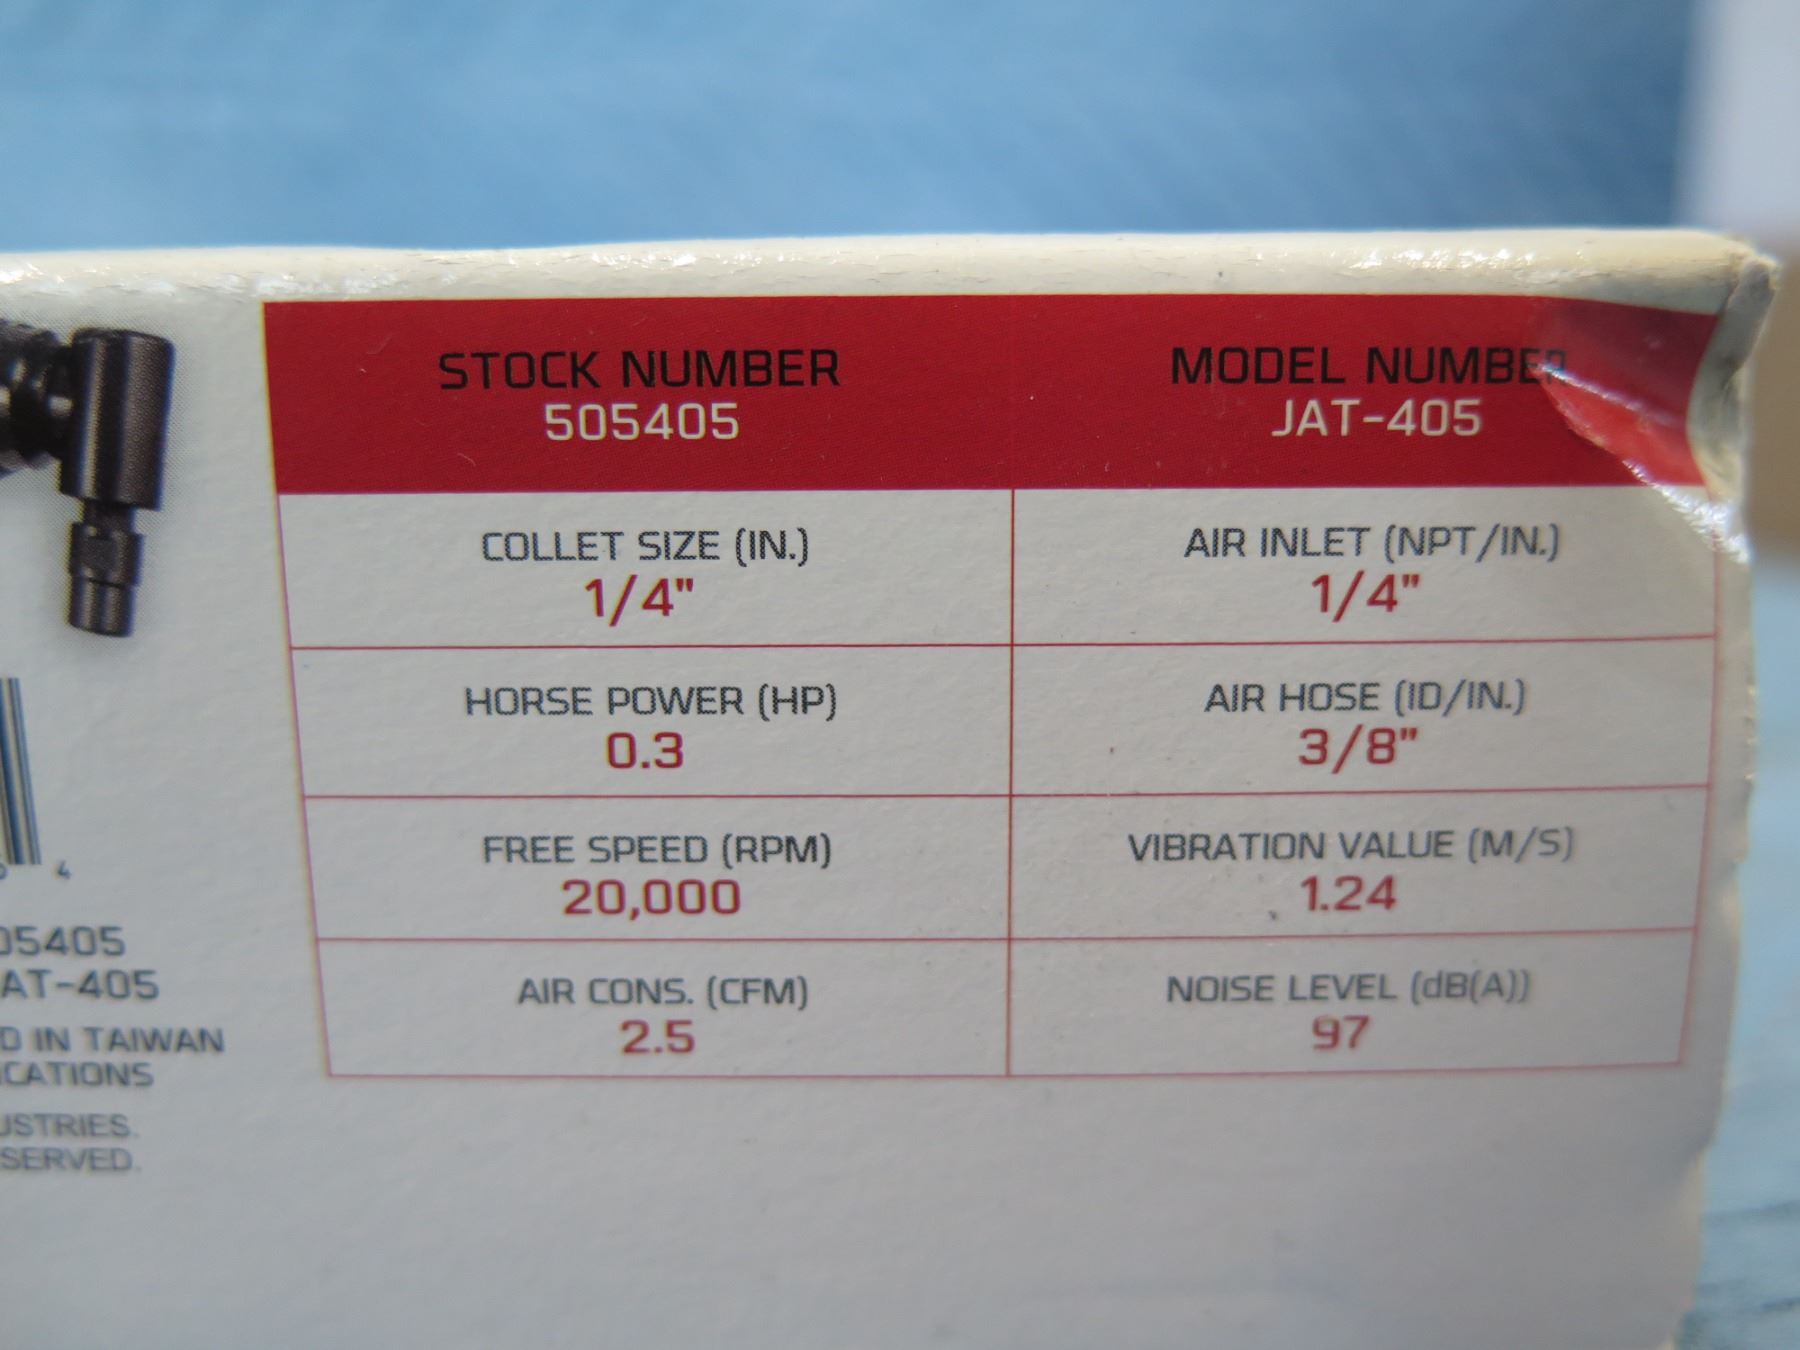 STOCK NUMBER
505405
MODEL NUMBER
JAT-405
COLLET SIZE (IN.)
1/4"
AIR INLET (NPT/IN.)
1/4"
HORSE POWER (HP)
0.3
AIR HOSE (ID/IN.)
3/8"
FREE SPEED (RPM)
20,000
VIBRATION VALUE (M/S)
1.24
AIR CONS. (CFM)
2.5
NOISE LEVEL (dB(A))
97
4
05405
AT-405
D IN TAIWAN
ICATIONS
USTRIES.
SERVED.